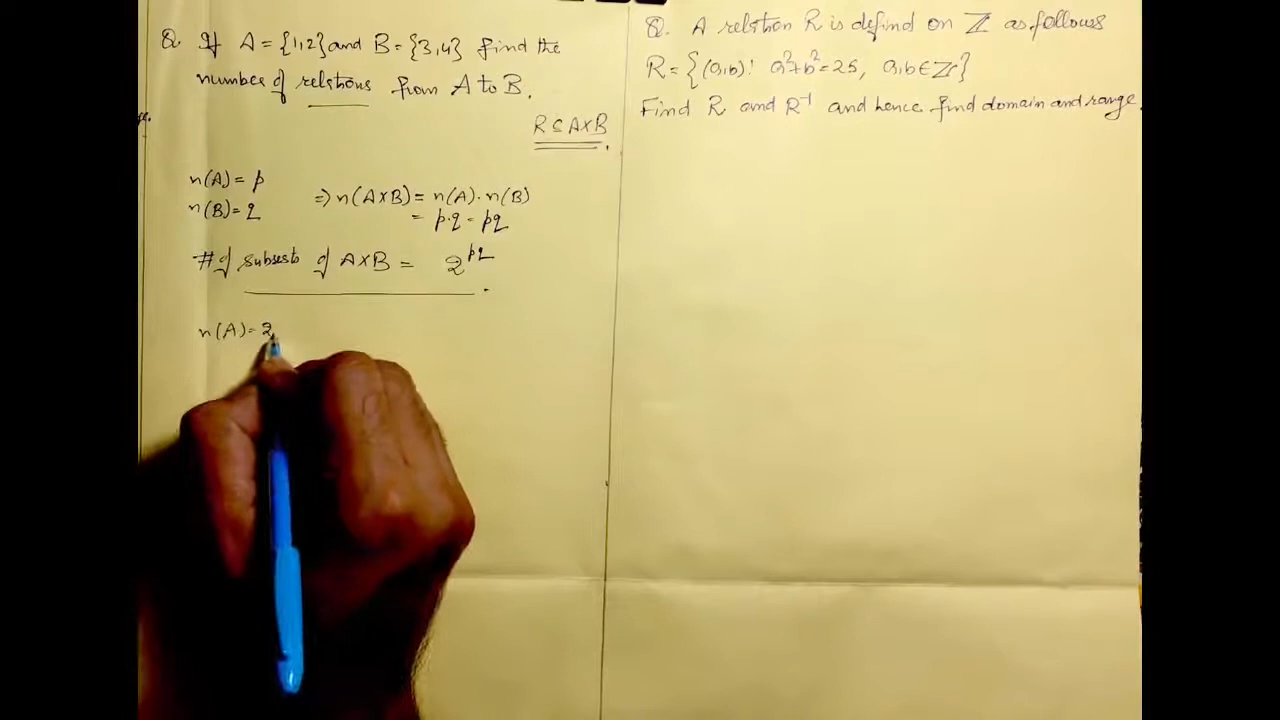 Q. If A = {1,2} and B = {3,4} find the
number of relations from A to B.
R ⊆ A×B
n(A) = p
n(B) = q
⇒ n(A×B) = n(A)·n(B)
= p·q = pq
# of subsets of A×B = 2^{pq}
n(A) = 2
Q. A relation R is defind on ℤ as follows
R = {(a,b): a²+b² = 25, a,b ∈ ℤ}
Find R and R⁻¹ and hence find domain and range.